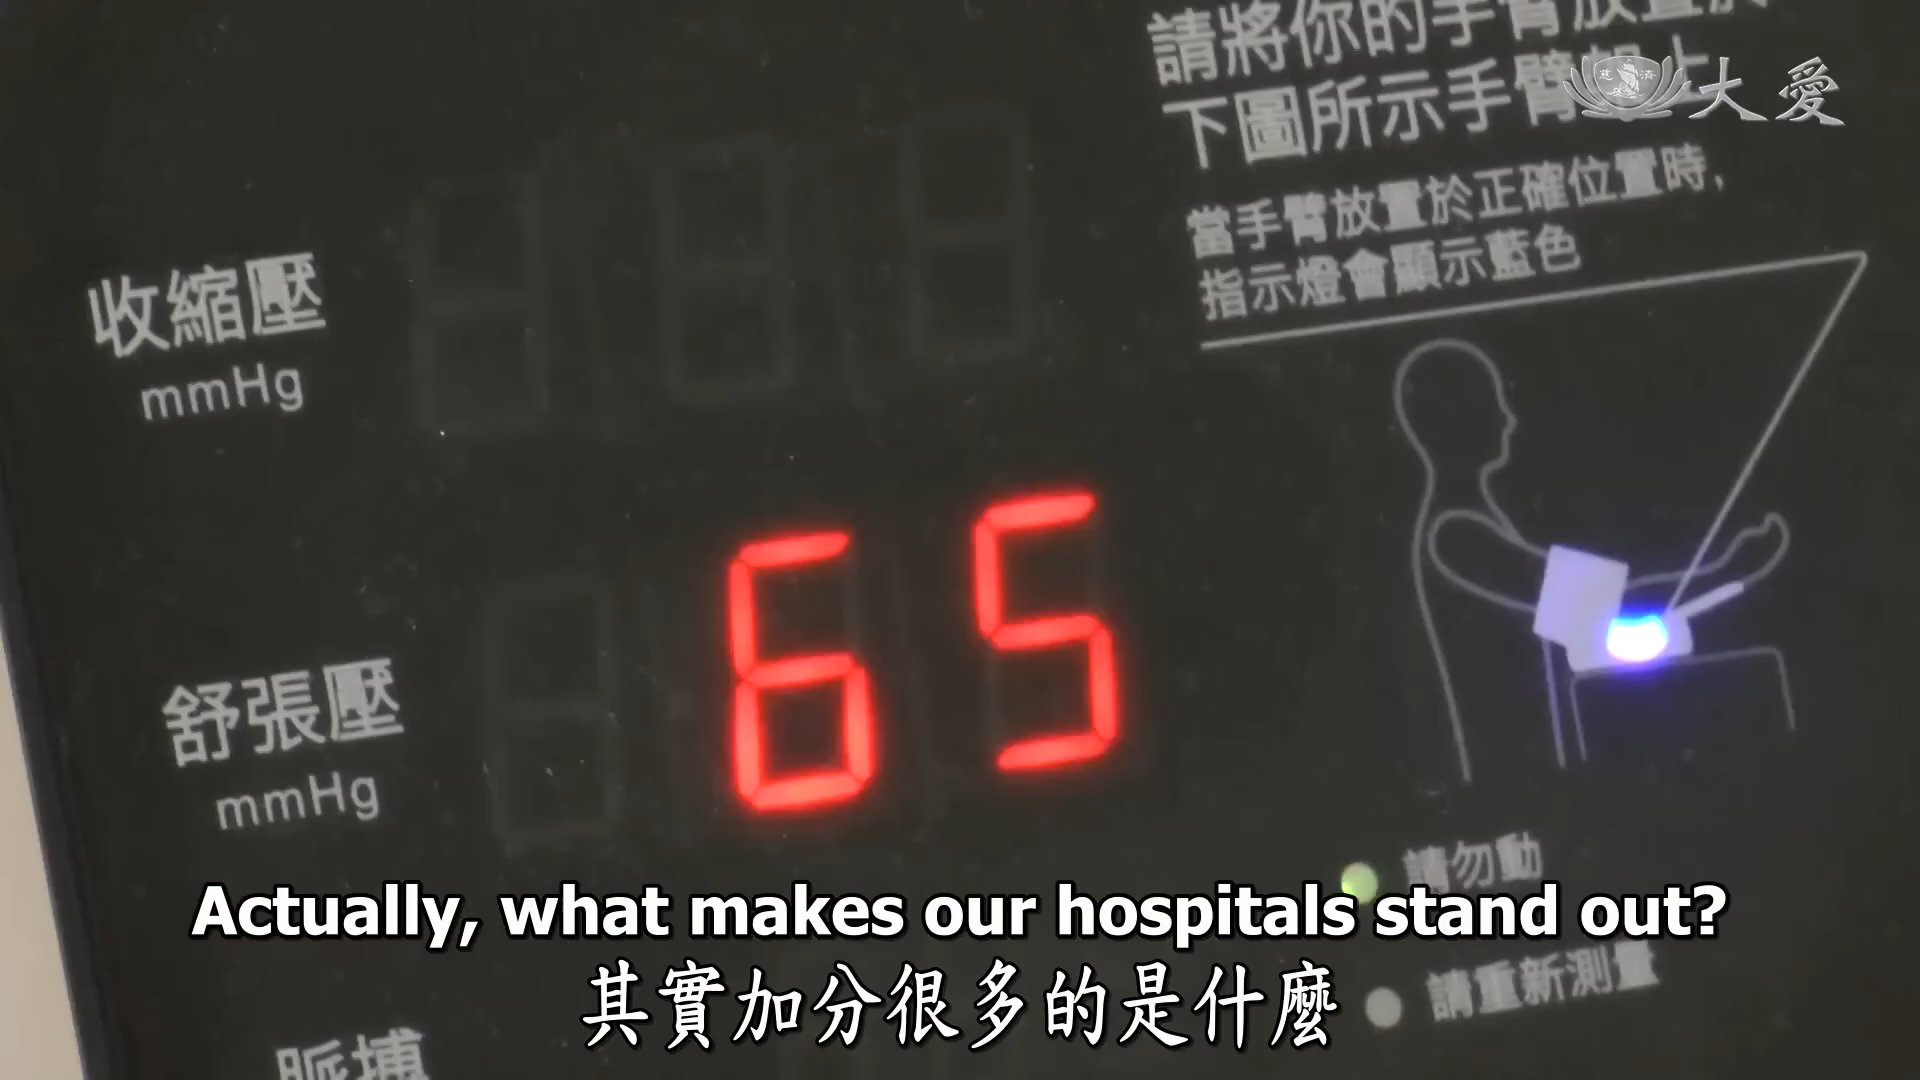 請將你的手臂放置於
下圖所示手臂架上
大愛
慈濟
當手臂放置於正確位置時，
指示燈會顯示藍色
收縮壓
mmHg
65
舒張壓
mmHg
請勿動
Actually, what makes our hospitals stand out?
其實加分很多的是什麼
請重新測量
脈搏